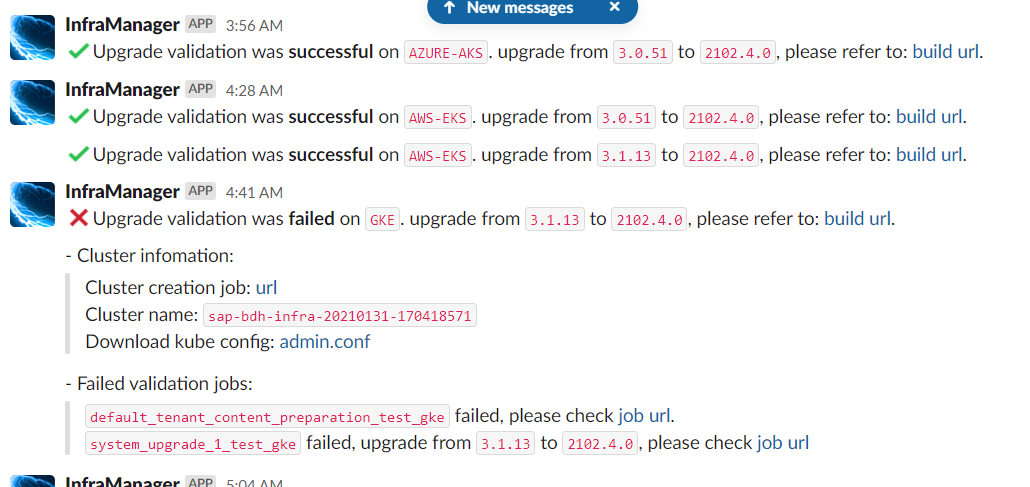 New messages
InfraManager APP 3:56 AM
Upgrade validation was successful on AZURE-AKS. upgrade from 3.0.51 to 2102.4.0, please refer to: build url.
InfraManager APP 4:28 AM
Upgrade validation was successful on AWS-EKS. upgrade from 3.0.51 to 2102.4.0, please refer to: build url.
Upgrade validation was successful on AWS-EKS. upgrade from 3.1.13 to 2102.4.0, please refer to: build url.
InfraManager APP 4:41 AM
Upgrade validation was failed on GKE. upgrade from 3.1.13 to 2102.4.0, please refer to: build url.
- Cluster infomation:
Cluster creation job: url
Cluster name: sap-bdh-infra-20210131-170418571
Download kube config: admin.conf
- Failed validation jobs:
default_tenant_content_preparation_test_gke failed, please check job url.
system_upgrade_1_test_gke failed, upgrade from 3.1.13 to 2102.4.0, please check job url
InfraManager APP 5:04 AM